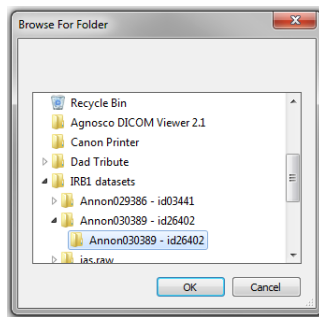 Browse For Folder
Recycle Bin
Agnosco DICOM Viewer 2.1
Canon Printer
Dad Tribute
IRB1 datasets
Annon029386 - id03441
Annon030389 - id26402
Annon030389 - id26402
ias.raw
OK Cancel